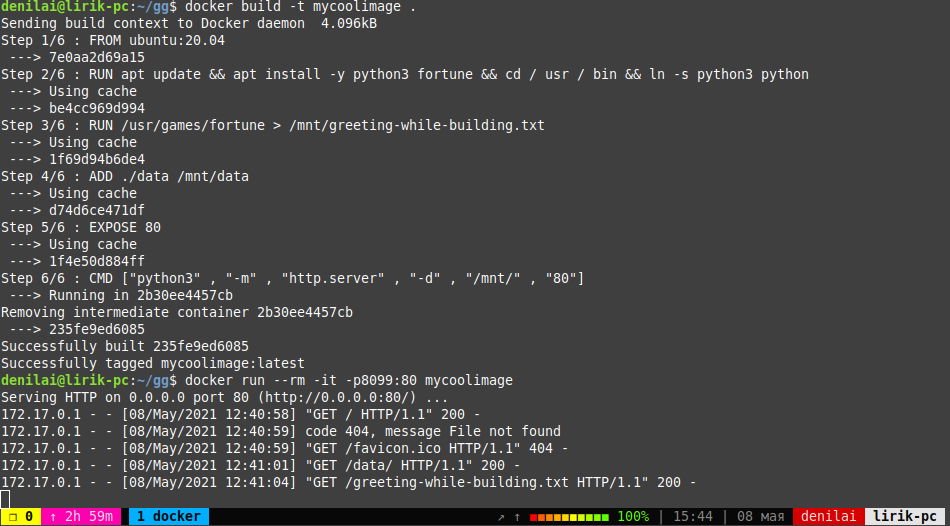 denilai@lirik-pc:~/gg$ docker build -t mycoolimage .
Sending build context to Docker daemon  4.096kB
Step 1/6 : FROM ubuntu:20.04
 ---> 7e0aa2d69a15
Step 2/6 : RUN apt update && apt install -y python3 fortune && cd / usr / bin && ln -s python3 python
 ---> Using cache
 ---> be4cc969d994
Step 3/6 : RUN /usr/games/fortune > /mnt/greeting-while-building.txt
 ---> Using cache
 ---> 1f69d94b6de4
Step 4/6 : ADD ./data /mnt/data
 ---> Using cache
 ---> d74d6ce471df
Step 5/6 : EXPOSE 80
 ---> Using cache
 ---> 1f4e50d884ff
Step 6/6 : CMD ["python3" , "-m" , "http.server" , "-d" , "/mnt/" , "80"]
 ---> Running in 2b30ee4457cb
Removing intermediate container 2b30ee4457cb
 ---> 235fe9ed6085
Successfully built 235fe9ed6085
Successfully tagged mycoolimage:latest
denilai@lirik-pc:~/gg$ docker run --rm -it -p8099:80 mycoolimage
Serving HTTP on 0.0.0.0 port 80 (http://0.0.0.0:80/) ...
172.17.0.1 - - [08/May/2021 12:40:58] "GET / HTTP/1.1" 200 -
172.17.0.1 - - [08/May/2021 12:40:59] code 404, message File not found
172.17.0.1 - - [08/May/2021 12:40:59] "GET /favicon.ico HTTP/1.1" 404 -
172.17.0.1 - - [08/May/2021 12:41:01] "GET /data/ HTTP/1.1" 200 -
172.17.0.1 - - [08/May/2021 12:41:04] "GET /greeting-while-building.txt HTTP/1.1" 200 -
❐ 0 ↑ 2h 59m 1 docker ↗ ↑ 100% | 15:44 | 08 мая denilai lirik-pc